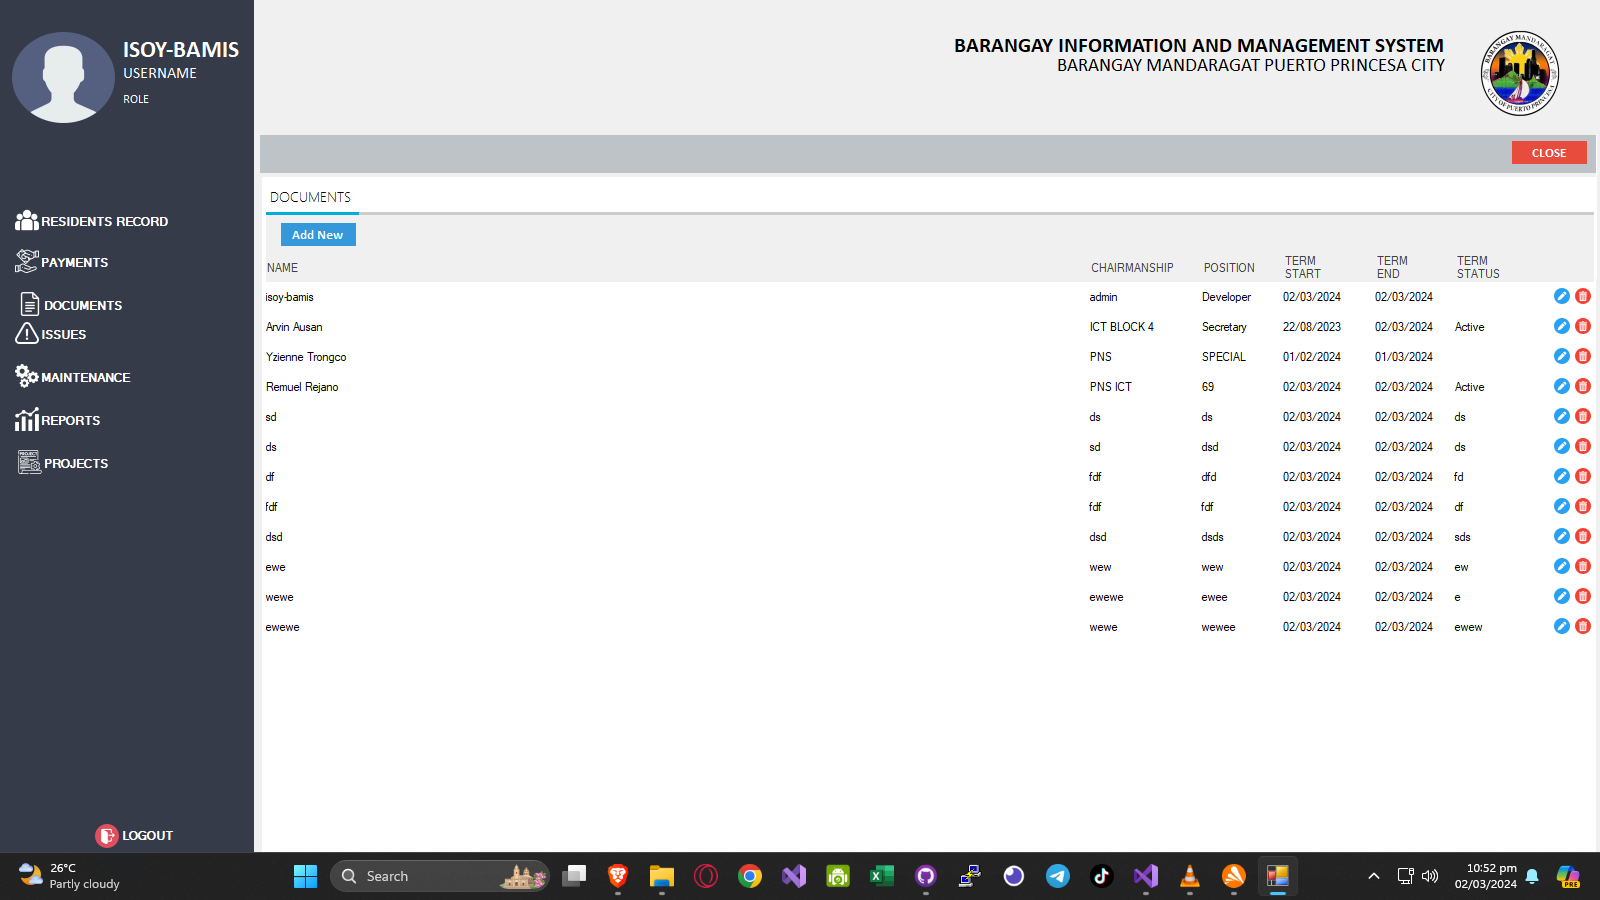 ISOY-BAMIS
USERNAME
ROLE
BARANGAY INFORMATION AND MANAGEMENT SYSTEM
BARANGAY MANDARAGAT PUERTO PRINCESA CITY
BARANGAY MANDARAGAT
CITY OF PUERTO PRINCESA
CLOSE
RESIDENTS RECORD
PAYMENTS
DOCUMENTS
ISSUES
MAINTENANCE
REPORTS
PROJECT
PROJECTS
LOGOUT
DOCUMENTS
Add New
NAME CHAIRMANSHIP POSITION TERM START TERM END TERM STATUS
isoy-bamis admin Developer 02/03/2024 02/03/2024
Arvin Ausan ICT BLOCK 4 Secretary 22/08/2023 02/03/2024 Active
Yzienne Trongco PNS SPECIAL 01/02/2024 01/03/2024
Remuel Rejano PNS ICT 69 02/03/2024 02/03/2024 Active
sd ds ds 02/03/2024 02/03/2024 ds
ds sd dsd 02/03/2024 02/03/2024 ds
df fdf dfd 02/03/2024 02/03/2024 fd
fdf fdf fdf 02/03/2024 02/03/2024 df
dsd dsd dsds 02/03/2024 02/03/2024 sds
ewe wew wew 02/03/2024 02/03/2024 ew
wewe ewewe ewee 02/03/2024 02/03/2024 e
ewewe wewe wewee 02/03/2024 02/03/2024 ewew
26°C
Partly cloudy
Search
10:52 pm
02/03/2024
PRE